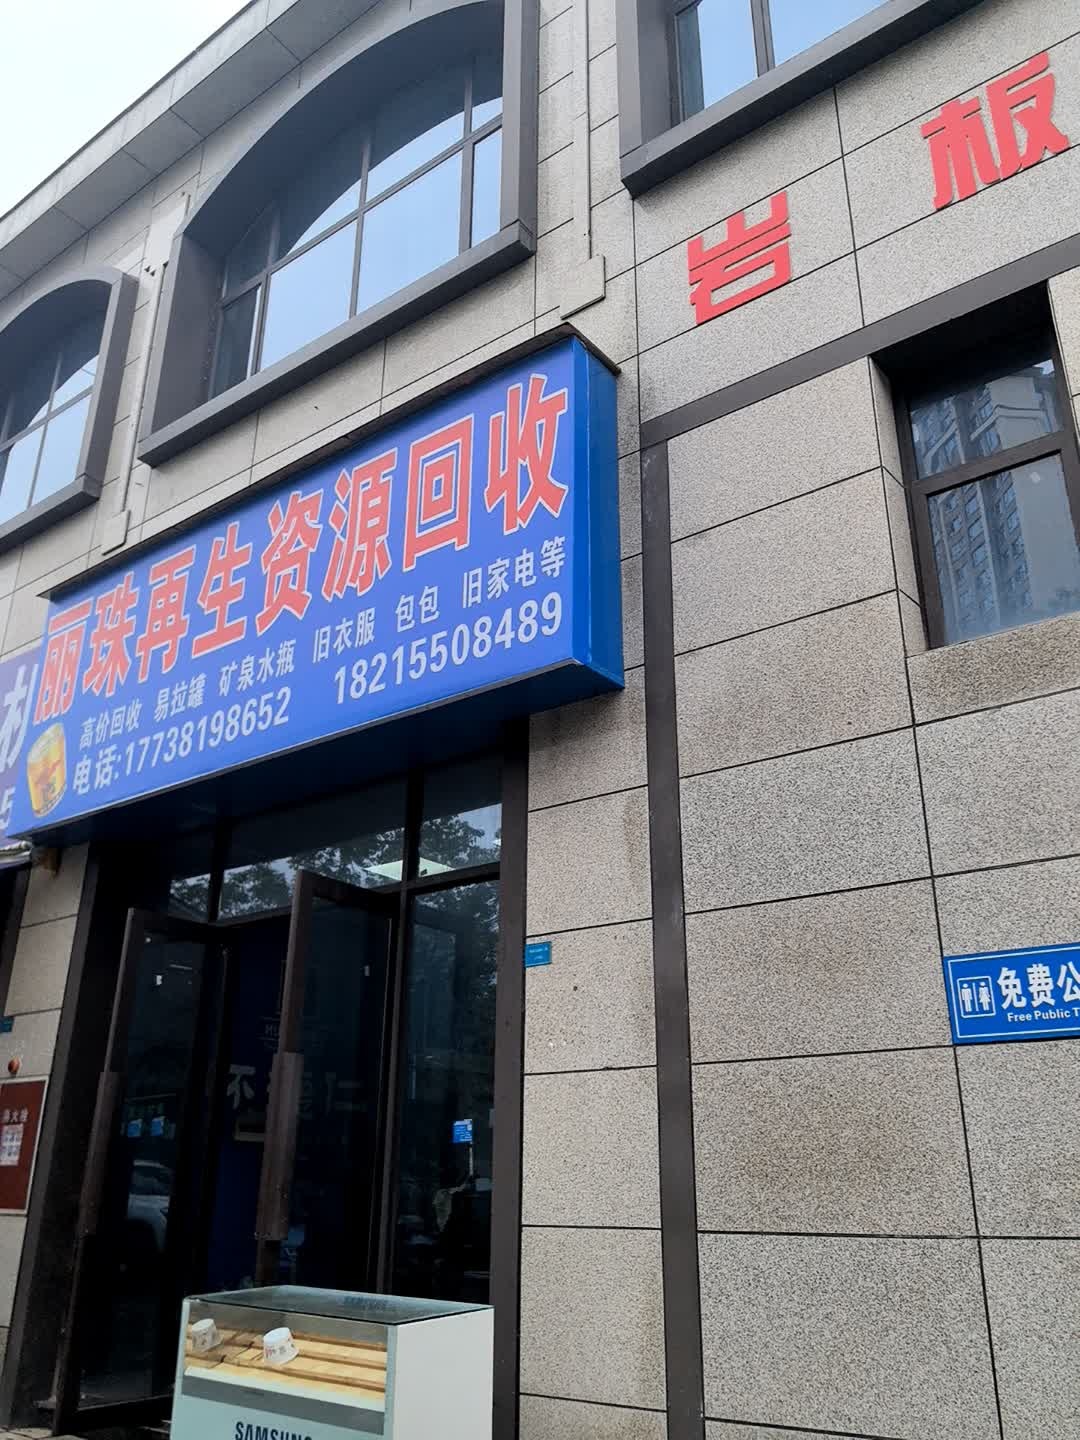 岩板
丽珠再生资源回收
高价回收 易拉罐 矿泉水瓶 旧衣服 包包 旧家电等
电话:17738198652 18215508489
5
免费公
Free Public T
SAMSUNG